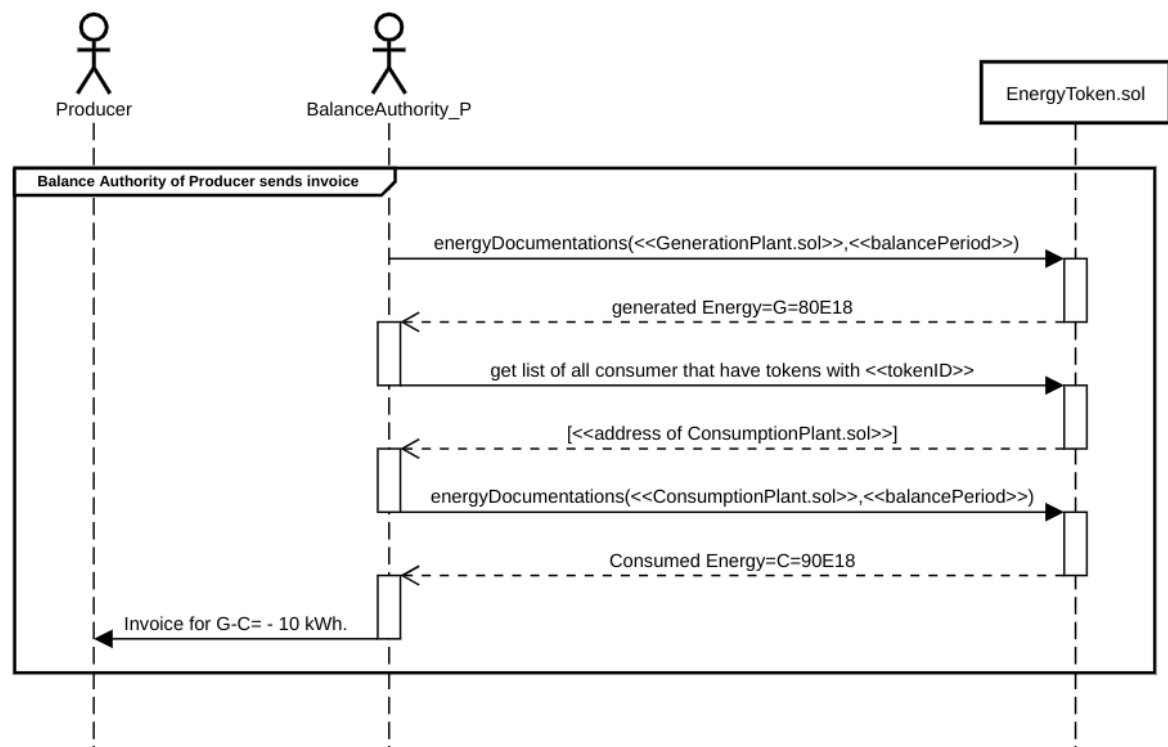 Producer
BalanceAuthority_P
EnergyToken.sol
Balance Authority of Producer sends invoice
energyDocumentations(<<GenerationPlant.sol>>,<<balancePeriod>>)
generated Energy=G=80E18
get list of all consumer that have tokens with <<tokenID>>
[<<address of ConsumptionPlant.sol>>]
energyDocumentations(<<ConsumptionPlant.sol>>,<<balancePeriod>>)
Consumed Energy=C=90E18
Invoice for G-C= - 10 kWh.